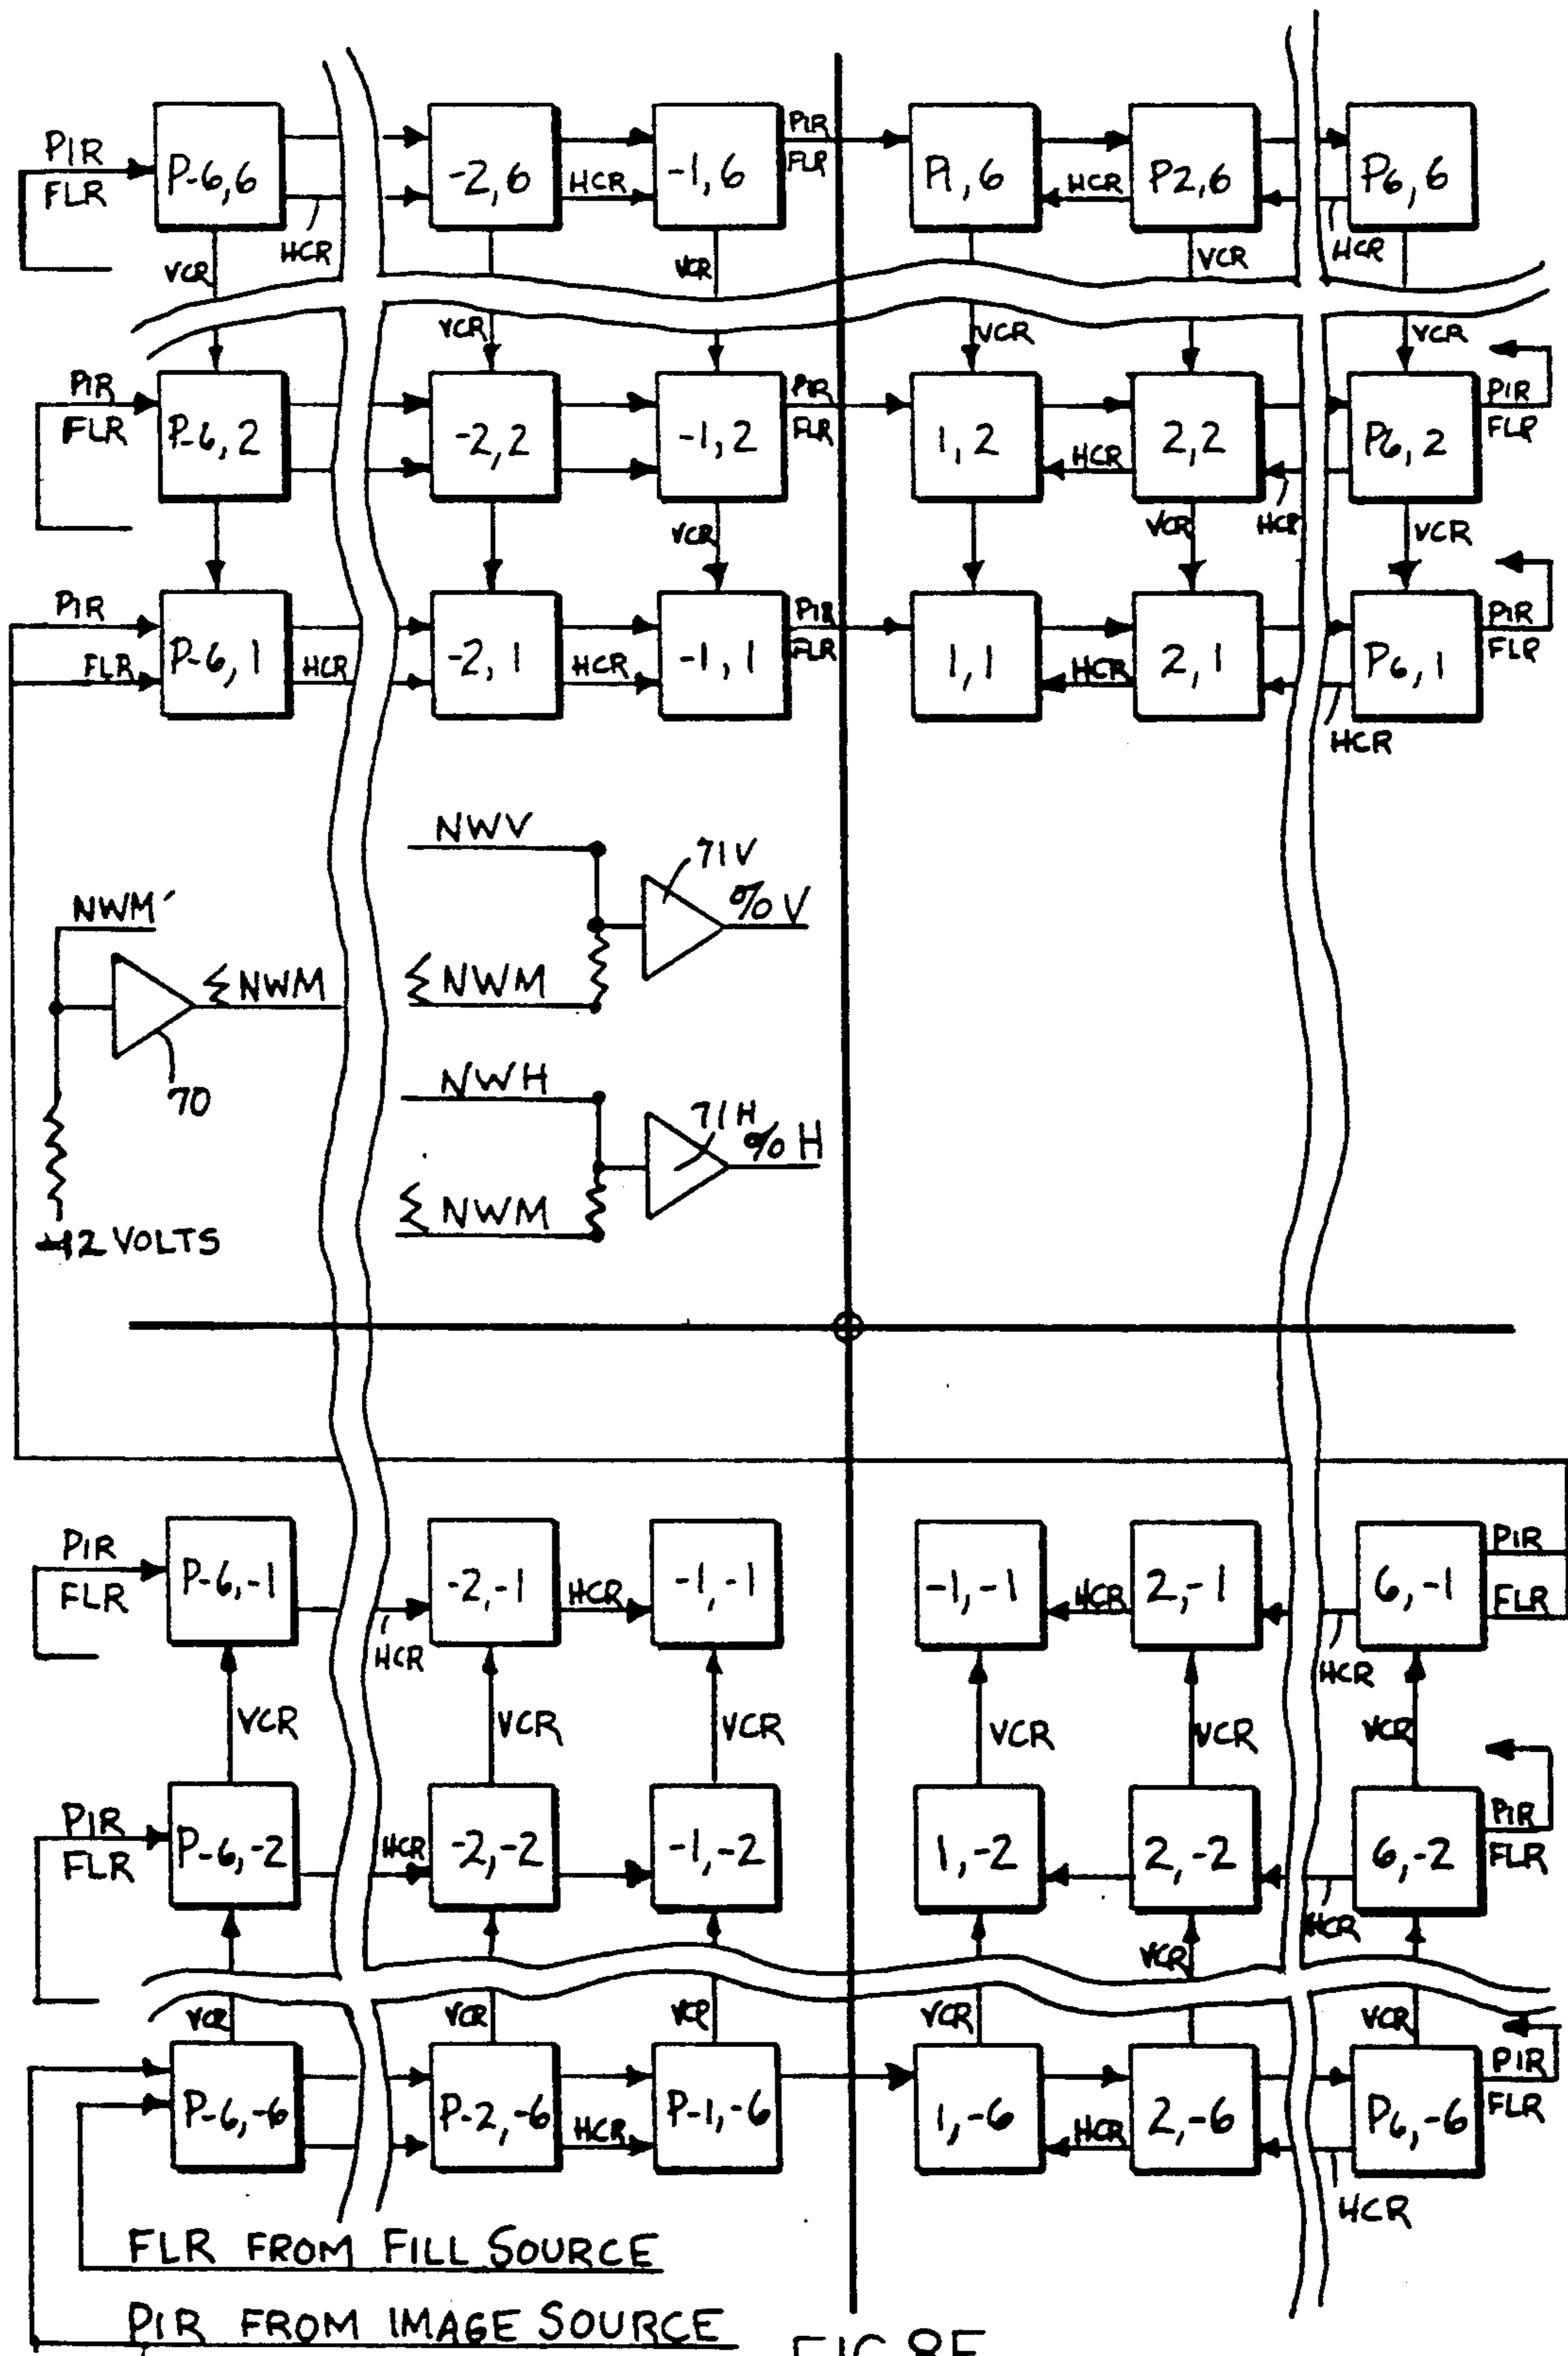 PIR
FLR
P-6,6
HCR
VCR
-2,6
HCR
-1,6
VCR
PIR
FLR
P1,6
HCR
P2,6
VCR
P6,6
HCR
VCR
VCR
VCR
PIR
FLR
P-6,2
-2,2
-1,2
VCR
PIR
FLR
1,2
HCR
2,2
VCR
HCR
P6,2
VCR
PIR
FLR
PIR
FLR
P-6,1
HCR
-2,1
HCR
-1,1
PIR
FLR
1,1
HCR
2,1
P6,1
HCR
PIR
FLR
NWV
71V
%V
ΣNWM
NWM'
ΣNWM
70
+12 VOLTS
NWH
71H
%H
ΣNWM
PIR
FLR
P-6,-1
HCR
-2,-1
HCR
-1,-1
-1,-1
HCR
2,-1
HCR
6,-1
PIR
FLR
VCR
VCR
VCR
VCR
VCR
VCR
PIR
FLR
P-6,-2
HCR
-2,-2
-1,-2
1,-2
2,-2
HCR
6,-2
PIR
FLR
VCR
VCR
VCR
VCR
VCR
VCR
P-6,-6
P-2,-6
HCR
P-1,-6
1,-6
HCR
2,-6
HCR
P6,-6
PIR
FLR
FLR FROM FILL SOURCE
PIR FROM IMAGE SOURCE
FIG. 8E